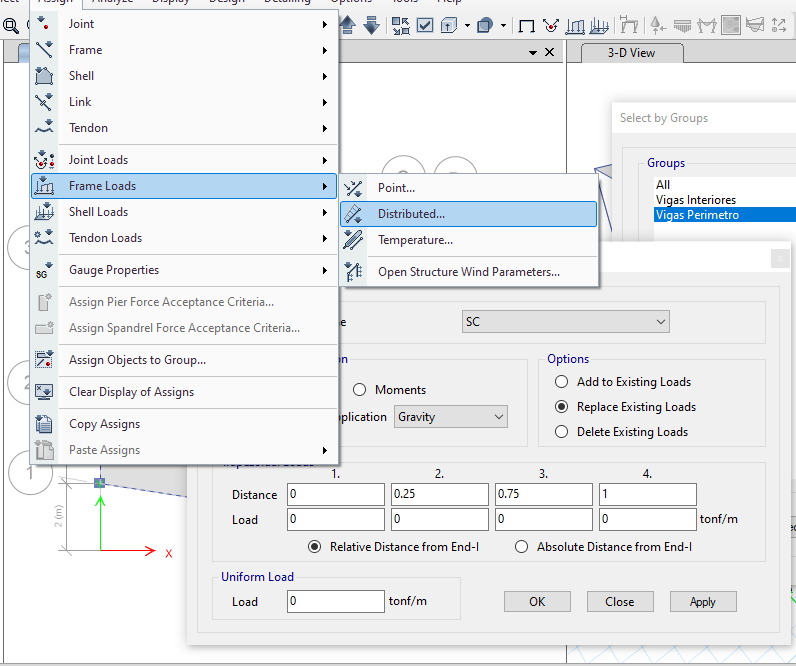 Assign Analyze Display Design Detailing Options Tools Help
3-D View
Joint
Frame
Shell
Link
Tendon
Joint Loads
Frame Loads
Shell Loads
Tendon Loads
SG Gauge Properties
Assign Pier Force Acceptance Criteria...
Assign Spandrel Force Acceptance Criteria...
Assign Objects to Group...
Clear Display of Assigns
Copy Assigns
Paste Assigns
Point...
Distributed...
Temperature...
Open Structure Wind Parameters...
Select by Groups
Groups
All
Vigas Interiores
Vigas Perimetro
SC
Options
Moments
Add to Existing Loads
Gravity
Replace Existing Loads
Delete Existing Loads
1. 2. 3. 4.
Distance 0 0.25 0.75 1
Load 0 0 0 0 tonf/m
Relative Distance from End-I Absolute Distance from End-I
Uniform Load
Load 0 tonf/m
OK Close Apply
1
2 (m)
X